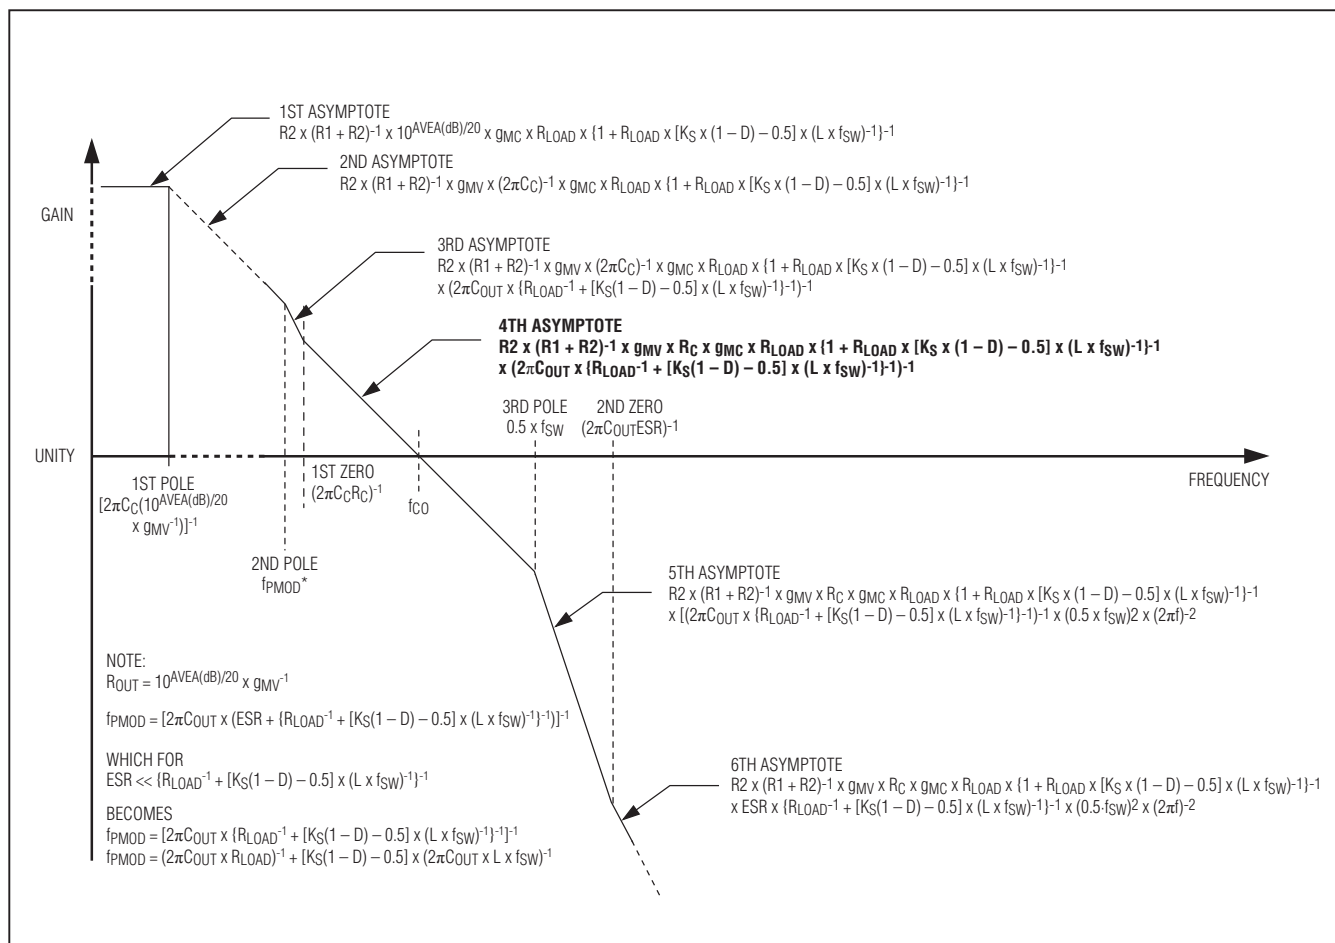 1ST ASYMPTOTE
R2 x (R1 + R2)-1 x 10AVEA(dB)/20 x gMC x RLOAD x {1 + RLOAD x [KS x (1 – D) – 0.5] x (L x fSW)-1}-1
2ND ASYMPTOTE
R2 x (R1 + R2)-1 x gMV x (2πCC)-1 x gMC x RLOAD x {1 + RLOAD x [KS x (1 – D) – 0.5] x (L x fSW)-1}-1
GAIN
3RD ASYMPTOTE
R2 x (R1 + R2)-1 x gMV x (2πCC)-1 x gMC x RLOAD x {1 + RLOAD x [KS x (1 – D) – 0.5] x (L x fSW)-1}-1
x (2πCOUT x {RLOAD-1 + [KS(1 – D) – 0.5] x (L x fSW)-1}-1)-1
4TH ASYMPTOTE
R2 x (R1 + R2)-1 x gMV x RC x gMC x RLOAD x {1 + RLOAD x [KS x (1 – D) – 0.5] x (L x fSW)-1}-1
x (2πCOUT x {RLOAD-1 + [KS(1 – D) – 0.5] x (L x fSW)-1}-1)-1
3RD POLE
0.5 x fSW
2ND ZERO
(2πCOUTESR)-1
UNITY
FREQUENCY
1ST POLE
[2πCC(10AVEA(dB)/20
x gMV-1)]-1
1ST ZERO
(2πCCRC)-1
fCO
2ND POLE
fPMOD*
5TH ASYMPTOTE
R2 x (R1 + R2)-1 x gMV x RC x gMC x RLOAD x {1 + RLOAD x [KS x (1 – D) – 0.5] x (L x fSW)-1}-1
x [(2πCOUT x {RLOAD-1 + [KS(1 – D) – 0.5] x (L x fSW)-1}-1)-1 x (0.5 x fSW)2 x (2πf)-2
NOTE:
ROUT = 10AVEA(dB)/20 x gMV-1
fPMOD = [2πCOUT x (ESR + {RLOAD-1 + [KS(1 – D) – 0.5] x (L x fSW)-1}-1)]-1
WHICH FOR
ESR << {RLOAD-1 + [KS(1 – D) – 0.5] x (L x fSW)-1}-1
BECOMES
fPMOD = [2πCOUT x {RLOAD-1 + [KS(1 – D) – 0.5] x (L x fSW)-1}-1]-1
fPMOD = (2πCOUT x RLOAD)-1 + [KS(1 – D) – 0.5] x (2πCOUT x L x fSW)-1
6TH ASYMPTOTE
R2 x (R1 + R2)-1 x gMV x RC x gMC x RLOAD x {1 + RLOAD x [KS x (1 – D) – 0.5] x (L x fSW)-1}-1
x ESR x {RLOAD-1 + [KS(1 – D) – 0.5] x (L x fSW)-1}-1 x (0.5·fSW)2 x (2πf)-2